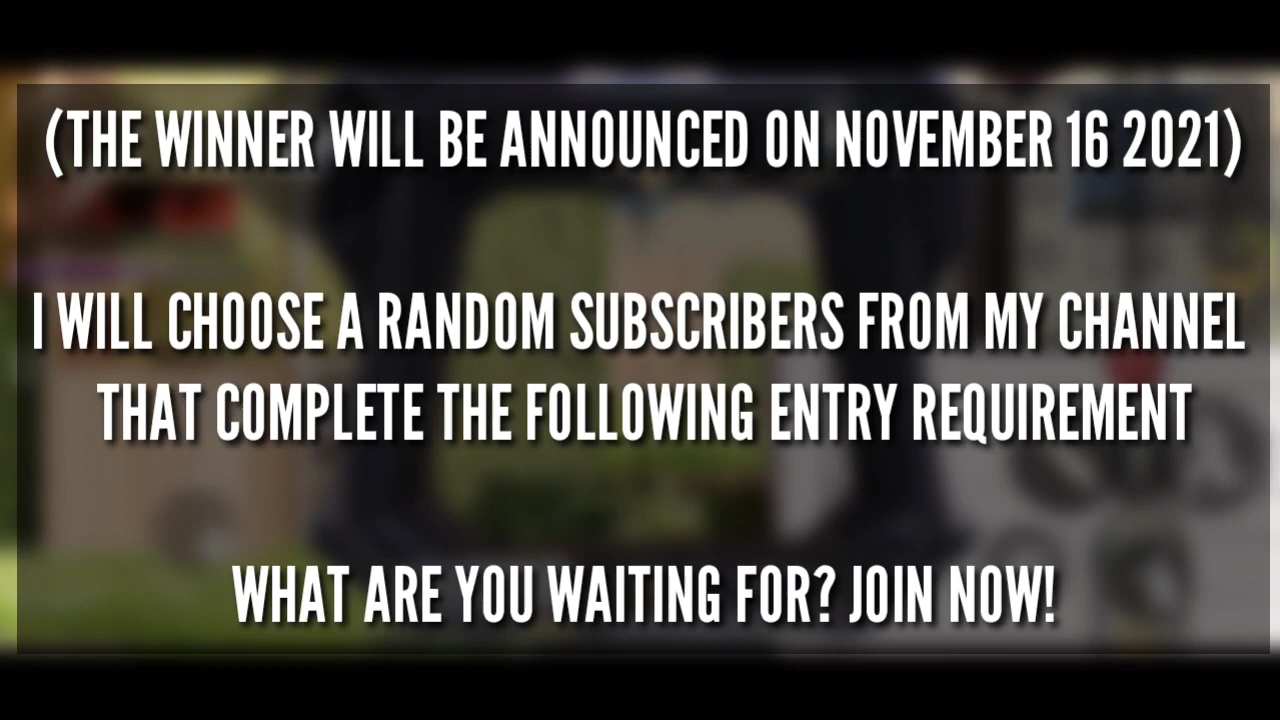 (THE WINNER WILL BE ANNOUNCED ON NOVEMBER 16 2021)
I WILL CHOOSE A RANDOM SUBSCRIBERS FROM MY CHANNEL
THAT COMPLETE THE FOLLOWING ENTRY REQUIREMENT
WHAT ARE YOU WAITING FOR? JOIN NOW!